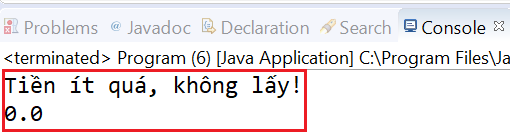 Problems @ Javadoc Declaration Search Console
<terminated> Program (6) [Java Application] C:\Program Files\Ja
Tiền ít quá, không lấy!
0.0